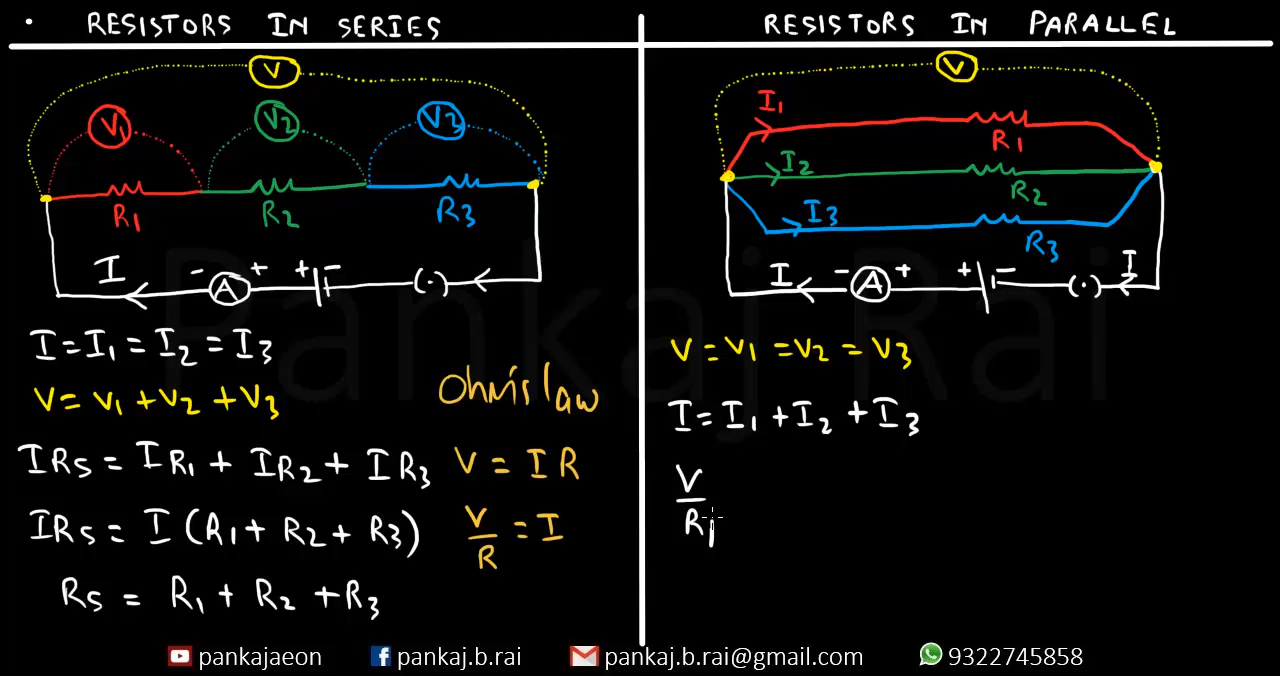 RESISTORS IN SERIES
V
V1 V2 V3
R1 R2 R3
I - A + + - (·)
I = I1 = I2 = I3
V = V1 + V2 + V3
Ohm's law
IRS = IR1 + IR2 + IR3
V = IR
IRS = I (R1 + R2 + R3)
V/R = I
RS = R1 + R2 + R3
RESISTORS IN PARALLEL
V
I1 R1
I2 R2
I3 R3
I - A + + - (·) I
V = V1 = V2 = V3
I = I1 + I2 + I3
V/R
Pankaj Rai
pankajaeon pankaj.b.rai pankaj.b.rai@gmail.com 9322745858